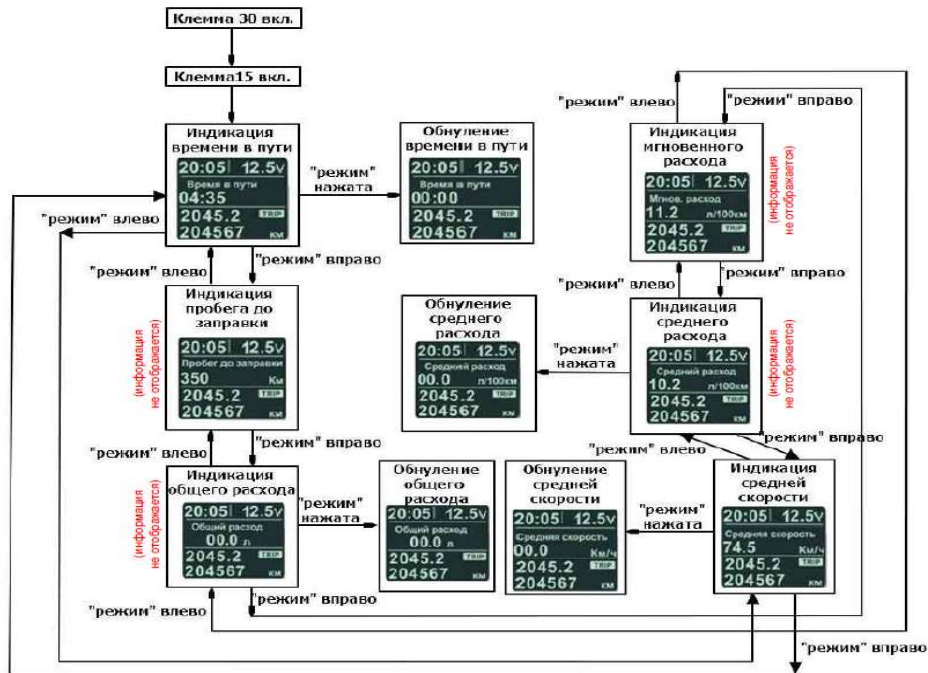 Клемма 30 вкл.
Клемма15 вкл.
Индикация
времени в пути
20:05 12.5v
Время в пути
04:35
2045.2 TRIP
204567 км
"режим"
нажата
Обнуление
времени в пути
20:05 12.5v
Время в пути
00:00
2045.2 TRIP
204567 км
"режим" влево
"режим" влево
"режим" вправо
Индикация
пробега до
заправки
20:05 12.5v
Пробег до заправки
350 Км
2045.2 TRIP
204567 км
(информация
не отображается)
"режим" влево
"режим" вправо
Индикация
общего расхода
20:05 12.5v
Общий расход
00.0 л
2045.2 TRIP
204567 км
(информация
не отображается)
"режим"
нажата
Обнуление
общего
расхода
20:05 12.5v
Общий расход
00.0 л
2045.2 TRIP
204567 км
"режим" влево
"режим" вправо
"режим" влево
"режим" вправо
Индикация
мгновенного
расхода
20:05 12.5v
Мгнов. расход
11.2 л/100км
2045.2 TRIP
204567 км
(информация
не отображается)
"режим" влево
"режим" вправо
Индикация
среднего
расхода
20:05 12.5v
Средний расход
10.2 л/100км
2045.2 TRIP
204567 км
(информация
не отображается)
"режим"
нажата
Обнуление
среднего
расхода
20:05 12.5v
Средний расход
00.0 л/100км
2045.2 TRIP
204567 км
"режим" влево
"режим" вправо
Индикация
средней
скорости
20:05 12.5v
Средняя скорость
74.5 Км/ч
2045.2 TRIP
204567 км
"режим"
нажата
Обнуление
средней
скорости
20:05 12.5v
Средняя скорость
00.0 Км/ч
2045.2 TRIP
204567 км
"режим" вправо